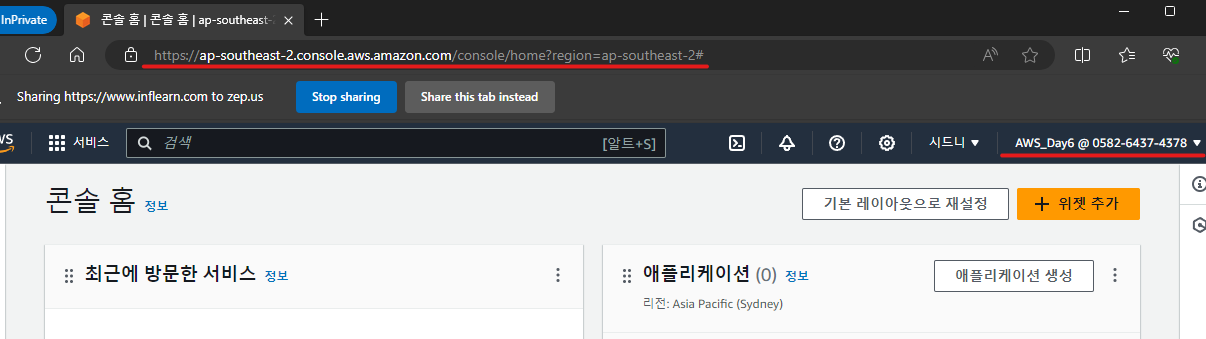 InPrivate
콘솔 홈 | 콘솔 홈 | ap-southeast-
https://ap-southeast-2.console.aws.amazon.com/console/home?region=ap-southeast-2#
Sharing https://www.inflearn.com to zep.us Stop sharing Share this tab instead
서비스 검색 [알트+S] 시드니 AWS_Day6 @ 0582-6437-4378
콘솔 홈 정보 기본 레이아웃으로 재설정 위젯 추가
최근에 방문한 서비스 정보
애플리케이션 (0) 정보 애플리케이션 생성
리전: Asia Pacific (Sydney)